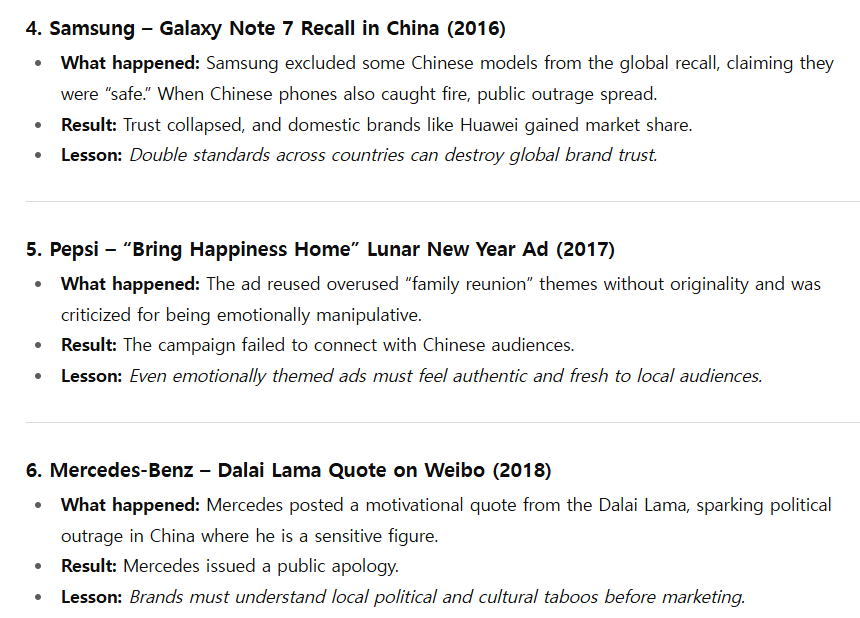 4. Samsung – Galaxy Note 7 Recall in China (2016)
• What happened: Samsung excluded some Chinese models from the global recall, claiming they
were “safe.” When Chinese phones also caught fire, public outrage spread.
• Result: Trust collapsed, and domestic brands like Huawei gained market share.
• Lesson: Double standards across countries can destroy global brand trust.
5. Pepsi – “Bring Happiness Home” Lunar New Year Ad (2017)
• What happened: The ad reused overused “family reunion” themes without originality and was
criticized for being emotionally manipulative.
• Result: The campaign failed to connect with Chinese audiences.
• Lesson: Even emotionally themed ads must feel authentic and fresh to local audiences.
6. Mercedes-Benz – Dalai Lama Quote on Weibo (2018)
• What happened: Mercedes posted a motivational quote from the Dalai Lama, sparking political
outrage in China where he is a sensitive figure.
• Result: Mercedes issued a public apology.
• Lesson: Brands must understand local political and cultural taboos before marketing.